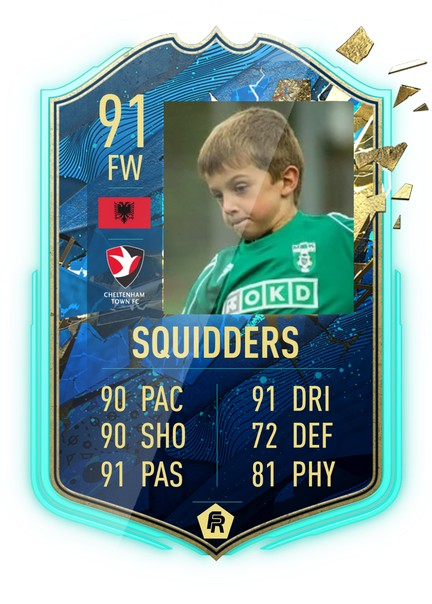 91
FW
CHELTENHAM
TOWN FC
OKD
SQUIDDERS
90 PAC 91 DRI
90 SHO 72 DEF
91 PAS 81 PHY
FR